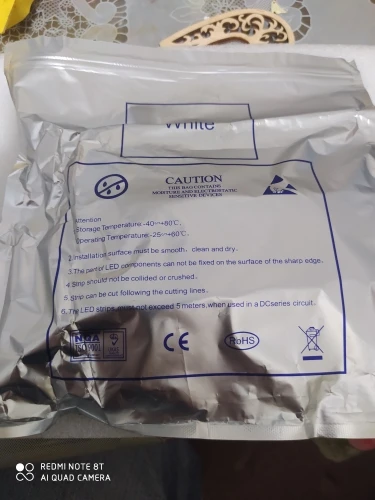 White
CAUTION
THIS BAG CONTAINS
MOISTURE AND ELECTROSTATIC
SENSITIVE DEVICES
Attention
Storage Temperature:-40~+80℃,
Operating Temperature:-25~+60℃.
2.Installation surface must be smooth, clean and dry.
3.The part of LED components can not be fixed on the surface of the sharp edge.
4.Strip should not be collided or crushed.
5.Strip can be cut following the cutting lines.
6.The LED strips must not exceed 5 meters,when used in a DCseries circuit.
NQA
CE
RoHS
REDMI NOTE 8T
AI QUAD CAMERA